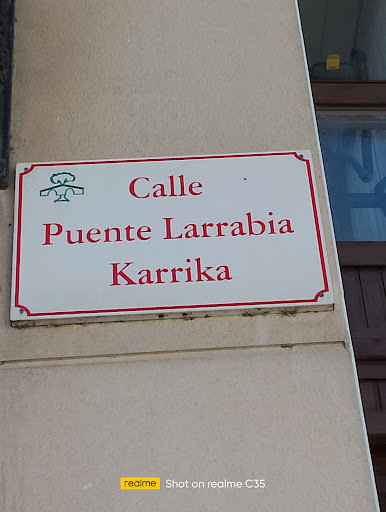 Calle
Puente Larrabia
Karrika
realme Shot on realme C35